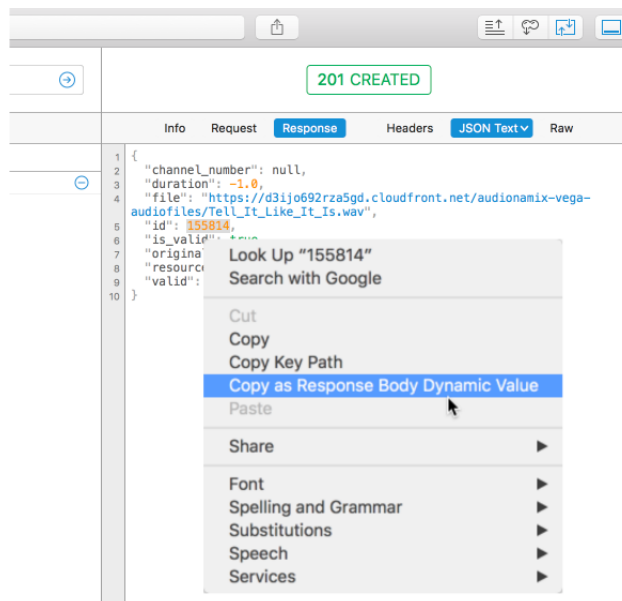 201 CREATED
Info Request Response Headers JSON Text Raw
1 {
2 "channel_number": null,
3 "duration": -1.0,
4 "file": "https://d3ijo692rza5gd.cloudfront.net/audionamix-vega-
audiofiles/Tell_It_Like_It_Is.wav",
5 "id": 155814,
6 "is_valid": true
7 "origina
8 "resourc
9 "valid":
10 }
Look Up “155814”
Search with Google
Cut
Copy
Copy Key Path
Copy as Response Body Dynamic Value
Paste
Share
Font
Spelling and Grammar
Substitutions
Speech
Services